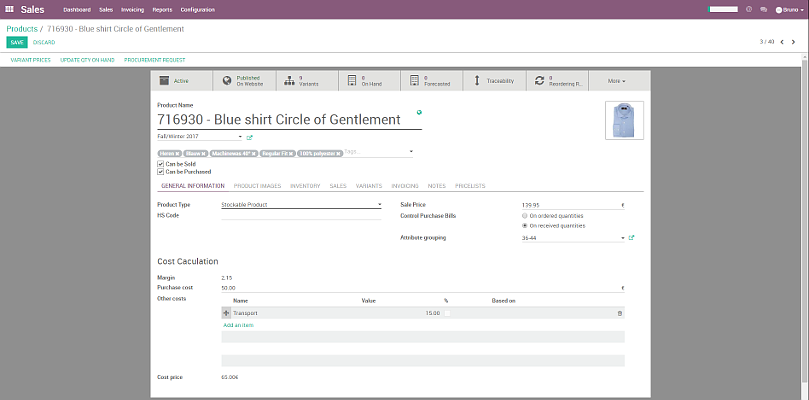 Sales Dashboard Sales Invoicing Reports Configuration Bruno
Products / 716930 - Blue shirt Circle of Gentlement
SAVE DISCARD 3 / 40
VARIANT PRICES UPDATE QTY ON HAND PROCUREMENT REQUEST
Active
Published On Website
9 Variants
0 On Hand
0 Forecasted
Traceability
0 Reordering R...
More
Product Name
716930 - Blue shirt Circle of Gentlement
Fall/Winter 2017
Heren Blauw Machinewas 40° Regular Fit 100% polyester Tags...
Can be Sold
Can be Purchased
GENERAL INFORMATION PRODUCT IMAGES INVENTORY SALES VARIANTS INVOICING NOTES PRICELISTS
Product Type Stockable Product Sale Price 139.95 €
HS Code Control Purchase Bills On ordered quantities
On received quantities
Attribute grouping 36-44
Cost Caculation
Margin 2.15
Purchase cost 50.00 €
Other costs Name Value % Based on
Transport 15.00
Add an item
Cost price 65.00€